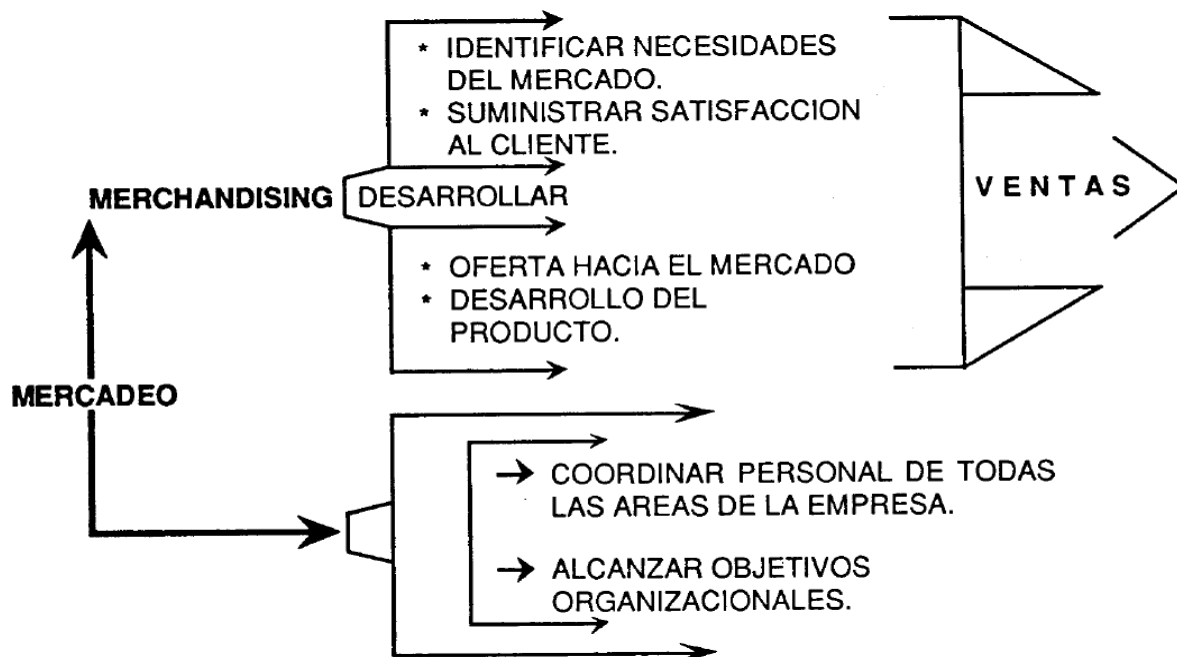 * IDENTIFICAR NECESIDADES
DEL MERCADO.
* SUMINISTRAR SATISFACCION
AL CLIENTE.
MERCHANDISING
DESARROLLAR
VENTAS
* OFERTA HACIA EL MERCADO
* DESARROLLO DEL
PRODUCTO.
MERCADEO
COORDINAR PERSONAL DE TODAS
LAS AREAS DE LA EMPRESA.
ALCANZAR OBJETIVOS
ORGANIZACIONALES.